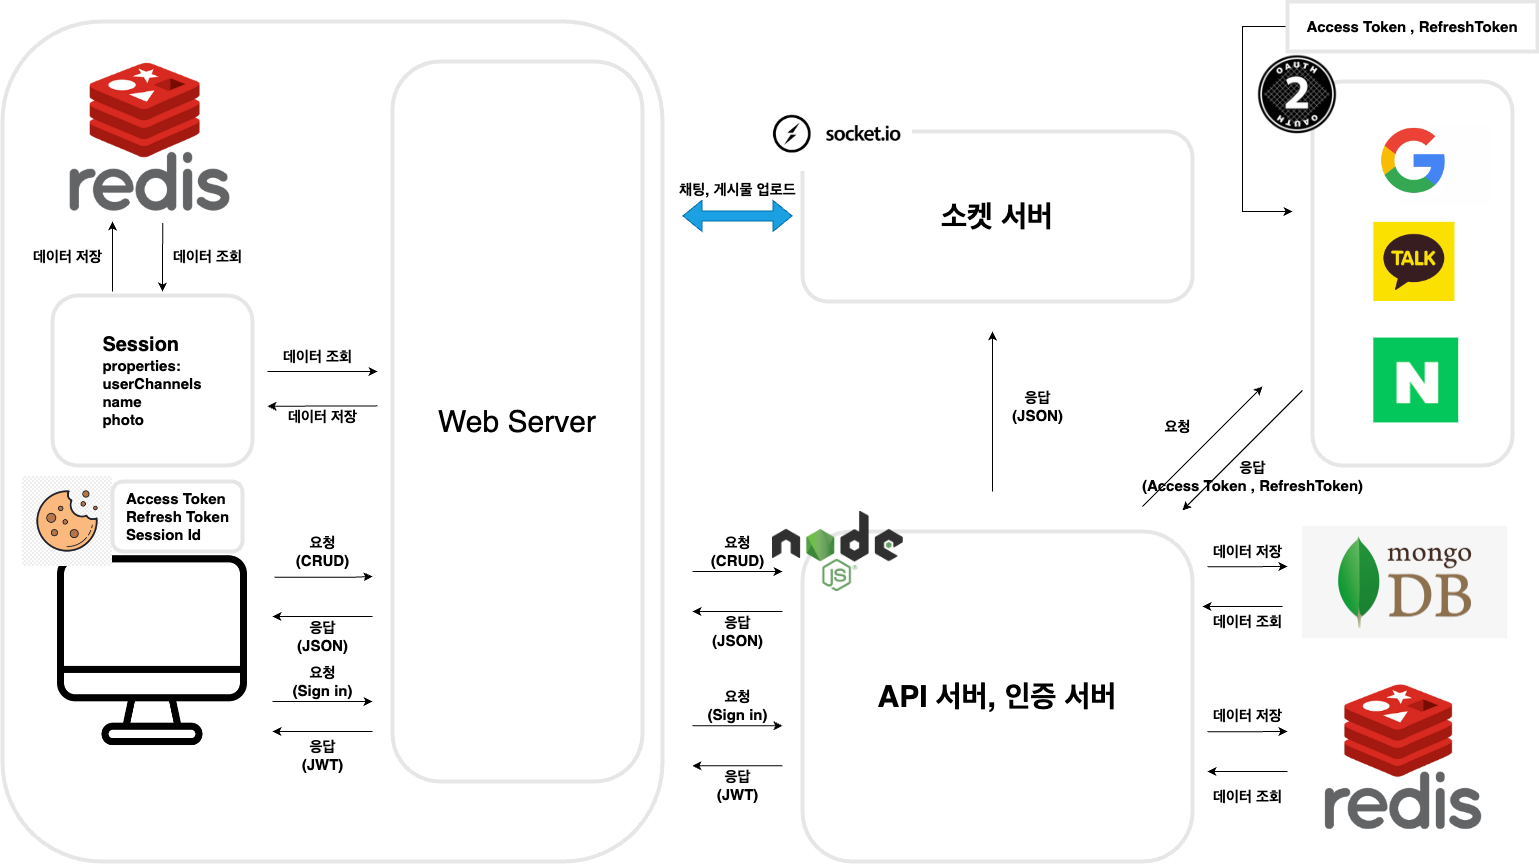 Access Token , RefreshToken
OAUTH
2
OAUTH
redis
socket.io
채팅, 게시물 업로드
소켓 서버
TALK
N
데이터 저장
데이터 조회
Session
properties:
userChannels
name
photo
데이터 조회
데이터 저장
Web Server
응답
(JSON)
요청
응답
(Access Token , RefreshToken)
Access Token
Refresh Token
Session Id
요청
(CRUD)
응답
(JSON)
요청
(Sign in)
응답
(JWT)
요청
(CRUD)
응답
(JSON)
요청
(Sign in)
응답
(JWT)
node
JS
API 서버, 인증 서버
데이터 저장
데이터 조회
mongo
DB
데이터 저장
데이터 조회
redis